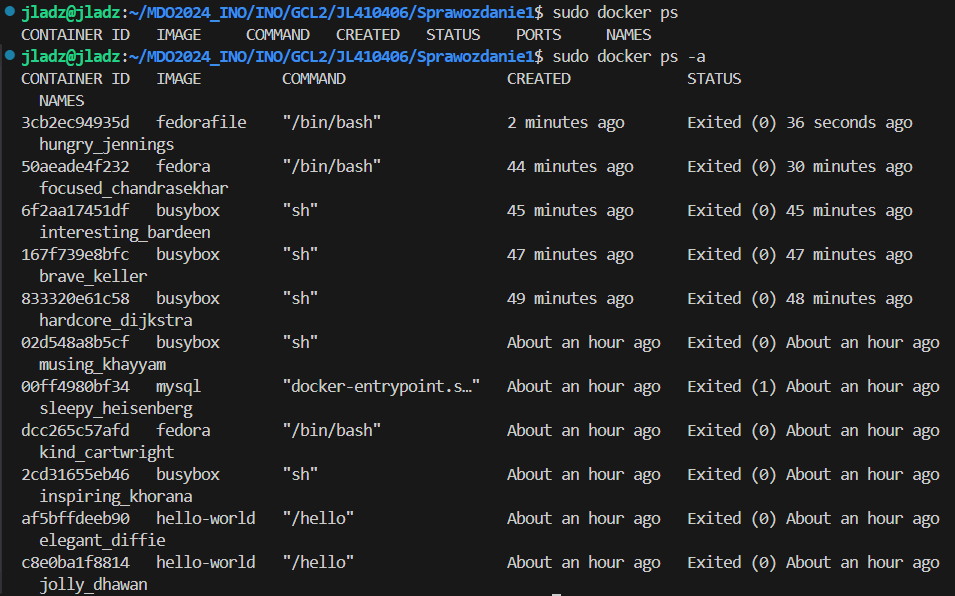 jladz@jladz:~/MDO2024_INO/INO/GCL2/JL410406/Sprawozdanie1$ sudo docker ps
CONTAINER ID   IMAGE     COMMAND   CREATED   STATUS    PORTS     NAMES
jladz@jladz:~/MDO2024_INO/INO/GCL2/JL410406/Sprawozdanie1$ sudo docker ps -a
CONTAINER ID   IMAGE         COMMAND                  CREATED             STATUS
  NAMES
3cb2ec94935d   fedorafile    "/bin/bash"              2 minutes ago       Exited (0) 36 seconds ago
  hungry_jennings
50aeade4f232   fedora        "/bin/bash"              44 minutes ago      Exited (0) 30 minutes ago
  focused_chandrasekhar
6f2aa17451df   busybox       "sh"                     45 minutes ago      Exited (0) 45 minutes ago
  interesting_bardeen
167f739e8bfc   busybox       "sh"                     47 minutes ago      Exited (0) 47 minutes ago
  brave_keller
833320e61c58   busybox       "sh"                     49 minutes ago      Exited (0) 48 minutes ago
  hardcore_dijkstra
02d548a8b5cf   busybox       "sh"                     About an hour ago   Exited (0) About an hour ago
  musing_khayyam
00ff4980bf34   mysql         "docker-entrypoint.s…"   About an hour ago   Exited (1) About an hour ago
  sleepy_heisenberg
dcc265c57afd   fedora        "/bin/bash"              About an hour ago   Exited (0) About an hour ago
  kind_cartwright
2cd31655eb46   busybox       "sh"                     About an hour ago   Exited (0) About an hour ago
  inspiring_khorana
af5bffdeeb90   hello-world   "/hello"                 About an hour ago   Exited (0) About an hour ago
  elegant_diffie
c8e0ba1f8814   hello-world   "/hello"                 About an hour ago   Exited (0) About an hour ago
  jolly_dhawan